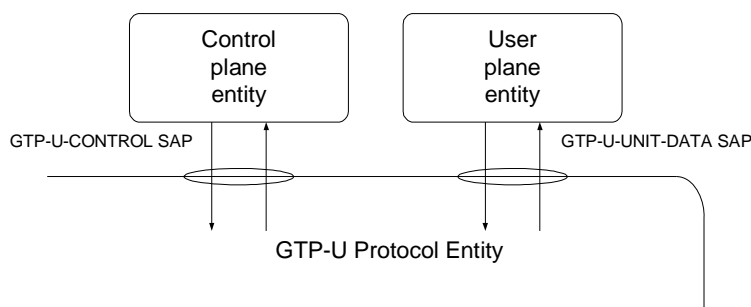 Control
plane
entity
User
plane
entity
GTP-U-CONTROL SAP
GTP-U-UNIT-DATA SAP
GTP-U Protocol Entity